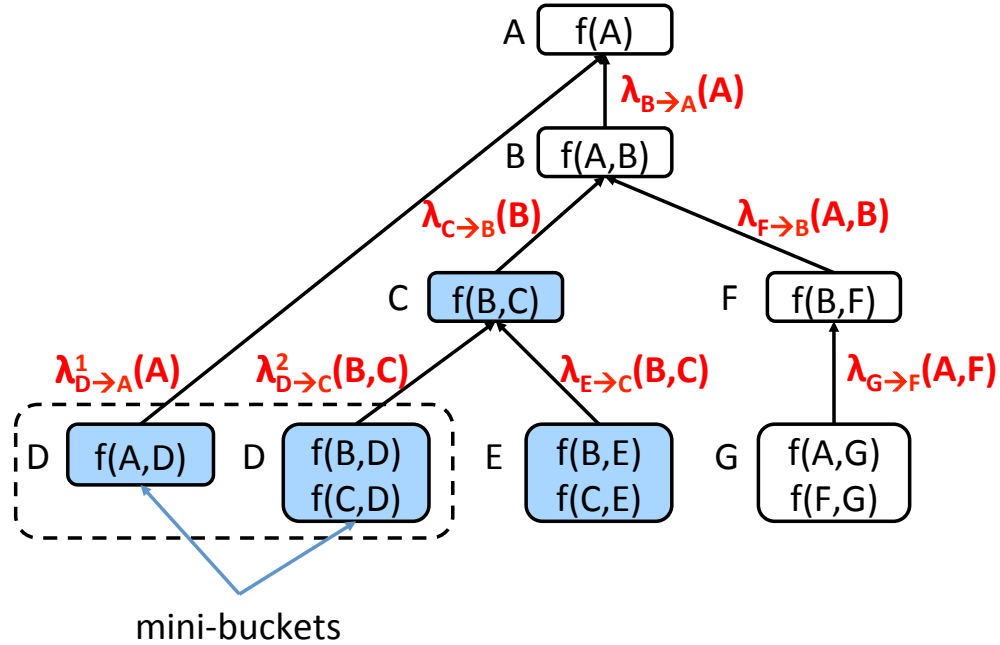 A f(A)
λB→A(A)
B f(A,B)
λC→B(B) λF→B(A,B)
C f(B,C) F f(B,F)
λ¹D→A(A) λ²D→C(B,C) λE→C(B,C) λG→F(A,F)
D f(A,D) D f(B,D) E f(B,E) G f(A,G)
f(C,D) f(C,E) f(F,G)
mini-buckets